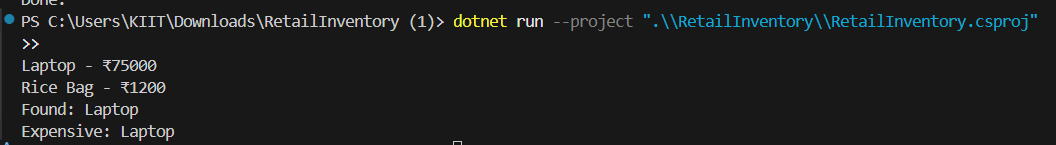 Done.
PS C:\Users\KIIT\Downloads\RetailInventory (1)> dotnet run --project ".\\RetailInventory\\RetailInventory.csproj"
>>
Laptop - ₹75000
Rice Bag - ₹1200
Found: Laptop
Expensive: Laptop